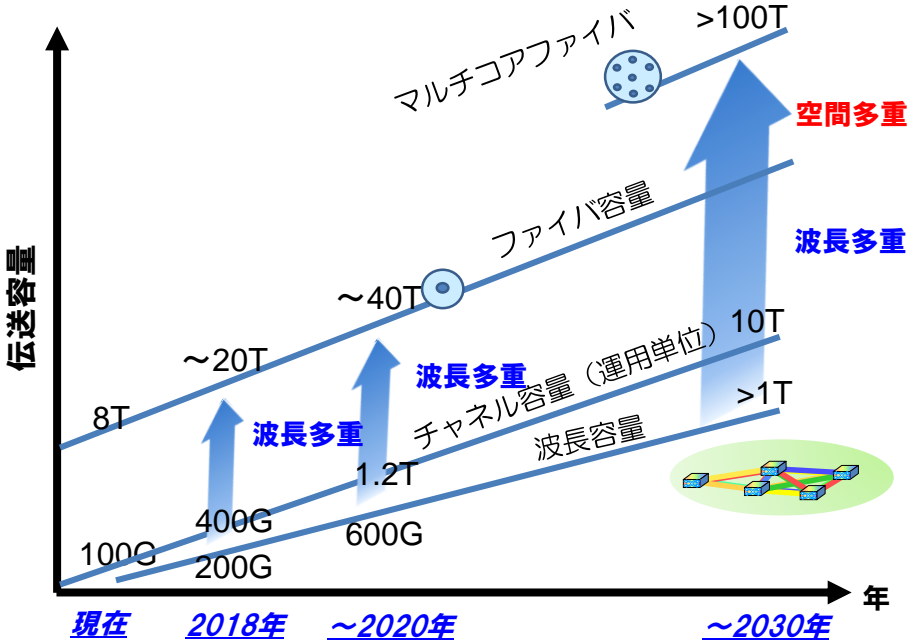 >100T
マルチコアファイバ
空間多重
ファイバ容量
波長多重
伝送容量
～40T
10T
～20T
チャネル容量（運用単位）
波長多重
>1T
8T
波長多重
波長容量
1.2T
400G
600G
100G
200G
年
現在
2018年
～2020年
～2030年